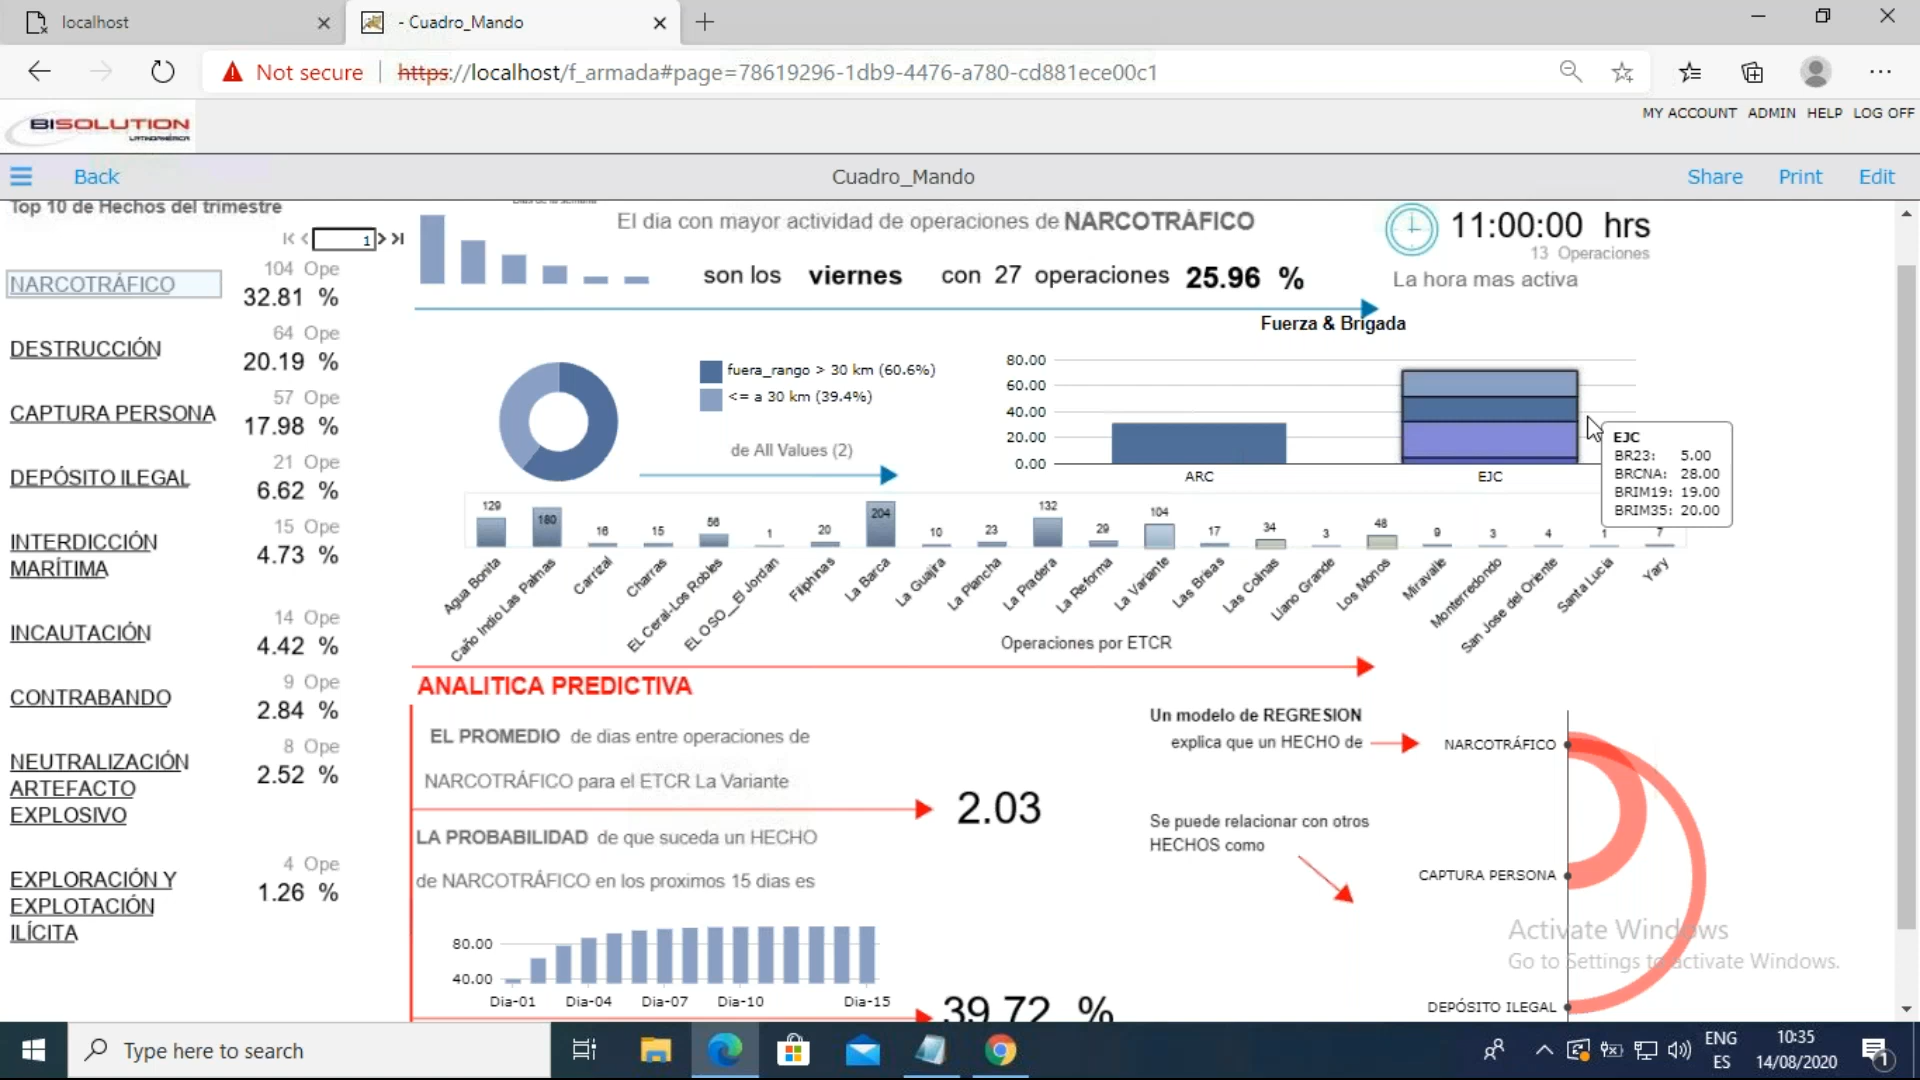 localhost
- Cuadro_Mando
Not secure
https://localhost/f_armada#page=78619296-1db9-4476-a780-cd881ece00c1
BISOLUTION
LATINOAMÉRICA
MY ACCOUNT ADMIN HELP LOG OFF
Back
Cuadro_Mando
Share Print Edit
Top 10 de Hechos del trimestre
1
NARCOTRÁFICO
104 Ope
32.81 %
DESTRUCCIÓN
64 Ope
20.19 %
CAPTURA PERSONA
57 Ope
17.98 %
DEPÓSITO ILEGAL
21 Ope
6.62 %
INTERDICCIÓN
MARÍTIMA
15 Ope
4.73 %
INCAUTACIÓN
14 Ope
4.42 %
CONTRABANDO
9 Ope
2.84 %
NEUTRALIZACIÓN
ARTEFACTO
EXPLOSIVO
8 Ope
2.52 %
EXPLORACIÓN Y
EXPLOTACIÓN
ILÍCITA
4 Ope
1.26 %
El dia con mayor actividad de operaciones de NARCOTRÁFICO
son los viernes con 27 operaciones 25.96 %
11:00:00 hrs
13 Operaciones
La hora mas activa
fuera_rango > 30 km (60.6%)
<= a 30 km (39.4%)
de All Values (2)
Fuerza & Brigada
80.00
60.00
40.00
20.00
0.00
ARC
EJC
EJC
BR23: 5.00
BRCNA: 28.00
BRIM19: 19.00
BRIM35: 20.00
129 180 16 15 56 1 20 204 10 23 132 29 104 17 34 3 48 9 3 4 1 7
Agua Bonita
Caño Indio Las Palmas
Carrizal
Charras
EL Ceral-Los Robles
EL OSO__El Jordan
Filiphinas
La Barca
La Guajira
La Plancha
La Pradera
La Reforma
La Variante
Las Brisas
Las Colinas
Llano Grande
Los Monos
Miravalle
Monterredondo
San Jose del Oriente
Santa Lucia
Yary
Operaciones por ETCR
ANALITICA PREDICTIVA
EL PROMEDIO de dias entre operaciones de
NARCOTRÁFICO para el ETCR La Variante
2.03
LA PROBABILIDAD de que suceda un HECHO
de NARCOTRÁFICO en los proximos 15 dias es
80.00
40.00
Dia-01 Dia-04 Dia-07 Dia-10 Dia-15
39.72 %
Un modelo de REGRESION
explica que un HECHO de
Se puede relacionar con otros
HECHOS como
NARCOTRÁFICO
CAPTURA PERSONA
DEPÓSITO ILEGAL
Activate Windows
Go to Settings to activate Windows.
Type here to search
ENG
ES
10:35
14/08/2020
1